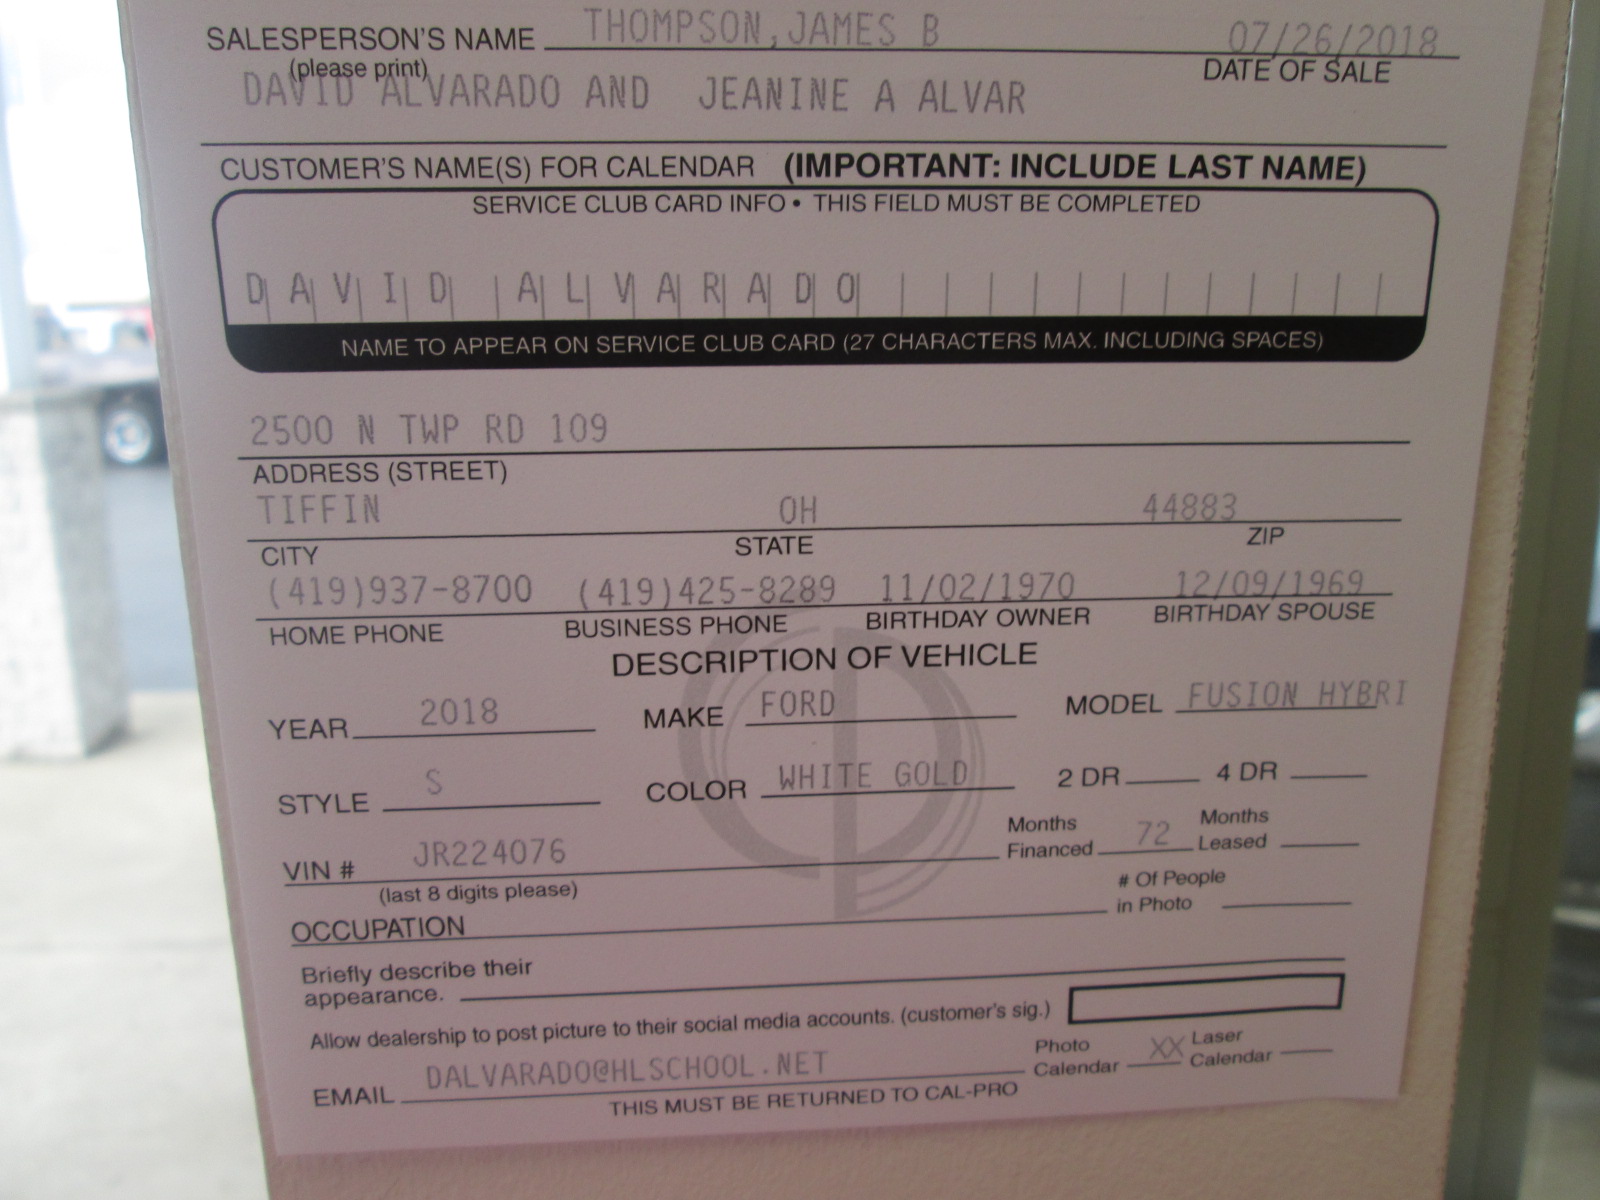 SALESPERSON'S NAME THOMPSON,JAMES B 07/26/2018
(please print) DATE OF SALE
DAVID ALVARADO AND JEANINE A ALVAR
CUSTOMER'S NAME(S) FOR CALENDAR (IMPORTANT: INCLUDE LAST NAME)
SERVICE CLUB CARD INFO • THIS FIELD MUST BE COMPLETED
DAVID ALVARADO
NAME TO APPEAR ON SERVICE CLUB CARD (27 CHARACTERS MAX. INCLUDING SPACES)
2500 N TWP RD 109
ADDRESS (STREET)
TIFFIN OH 44883
CITY STATE ZIP
(419)937-8700 (419)425-8289 11/02/1970 12/09/1969
HOME PHONE BUSINESS PHONE BIRTHDAY OWNER BIRTHDAY SPOUSE
DESCRIPTION OF VEHICLE
YEAR 2018 MAKE FORD MODEL FUSION HYBRI
STYLE S COLOR WHITE GOLD 2 DR 4 DR
VIN # JR224076 Months Financed 72 Months Leased
(last 8 digits please)
OCCUPATION # Of People in Photo
Briefly describe their
appearance.
Allow dealership to post picture to their social media accounts. (customer's sig.)
EMAIL DALVARADO@HLSCHOOL.NET Photo Calendar XX Laser Calendar
THIS MUST BE RETURNED TO CAL-PRO